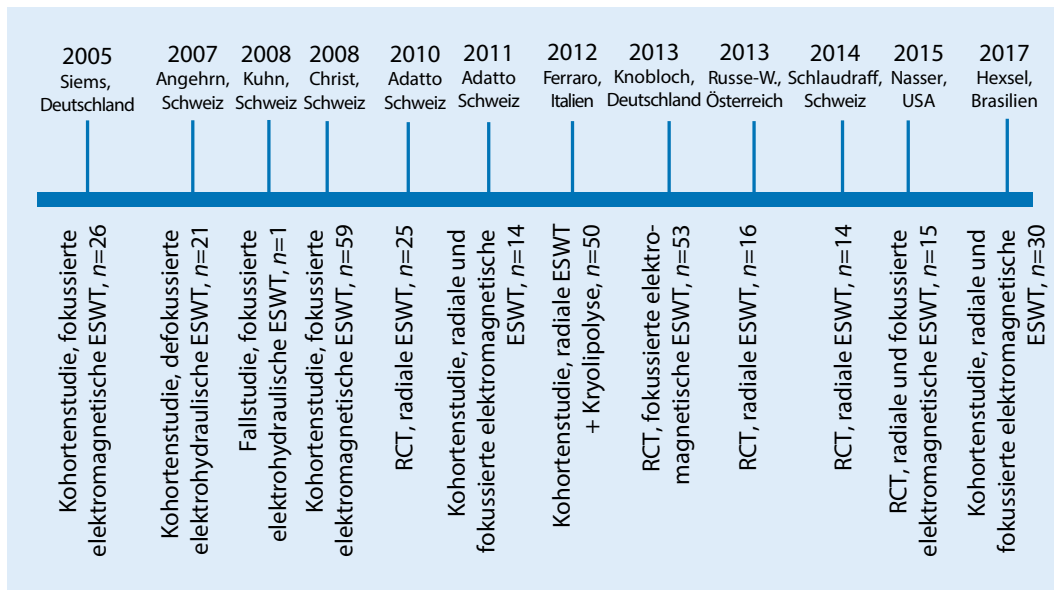 2005
Siems,
Deutschland
2007
Angehrn,
Schweiz
2008
Kuhn,
Schweiz
2008
Christ,
Schweiz
2010
Adatto
Schweiz
2011
Adatto
Schweiz
2012
Ferraro,
Italien
2013
Knobloch,
Deutschland
2013
Russe-W.,
Österreich
2014
Schlaudraff,
Schweiz
2015
Nasser,
USA
2017
Hexsel,
Brasilien
Kohortenstudie, fokussierte
elektromagnetische ESWT, n=26
Kohortenstudie, defokussierte
elektrohydraulische ESWT, n=21
Fallstudie, fokussierte
elektrohydraulische ESWT, n=1
Kohortenstudie, fokussierte
elektromagnetische ESWT, n=59
RCT, radiale ESWT, n=25
Kohortenstudie, radiale und
fokussierte elektromagnetische
ESWT, n=14
Kohortenstudie, radiale ESWT
+ Kryolipolyse, n=50
RCT, fokussierte elektro-
magnetische ESWT, n=53
RCT, radiale ESWT, n=16
RCT, radiale ESWT, n=14
RCT, radiale und fokussierte
elektromagnetische ESWT, n=15
Kohortenstudie, radiale und
fokussierte elektromagnetische
ESWT, n=30